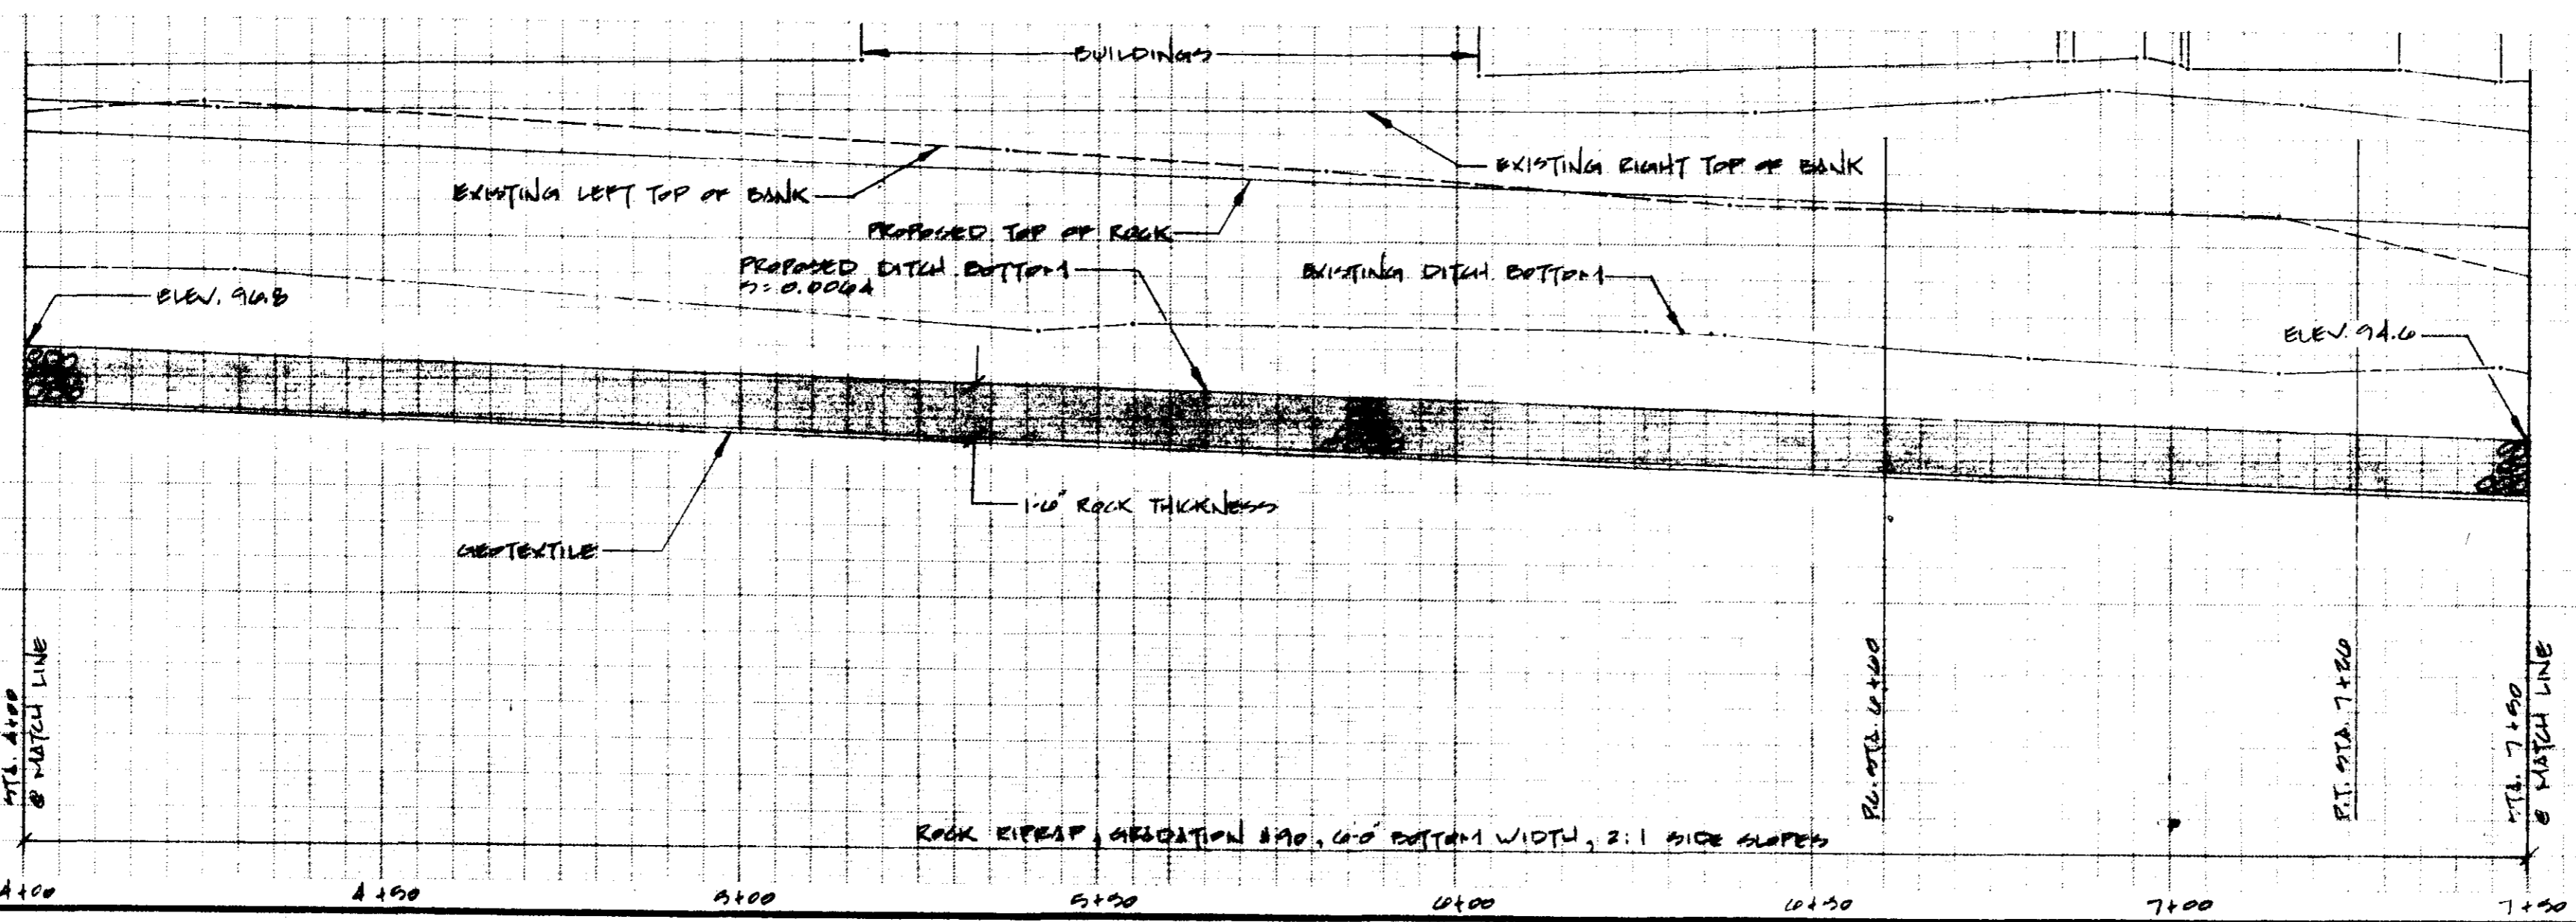 BUILDINGS
EXISTING RIGHT TOP OF BANK
EXISTING LEFT TOP OF BANK
PROPOSED TOP OF ROCK
PROPOSED DITCH BOTTOM
S=0.0064
EXISTING DITCH BOTTOM
ELEV. 96.8
ELEV. 94.6
1'-6" ROCK THICKNESS
GEOTEXTILE
STA. 4+00
@ MATCH LINE
P.C. STA. 6+60
P.T. STA. 7+26
STA. 7+50
@ MATCH LINE
ROCK RIPRAP, GRADATION , 6'-0" BOTTOM WIDTH, 2:1 SIDE SLOPES
4+00 4+50 5+00 5+50 6+00 6+50 7+00 7+50